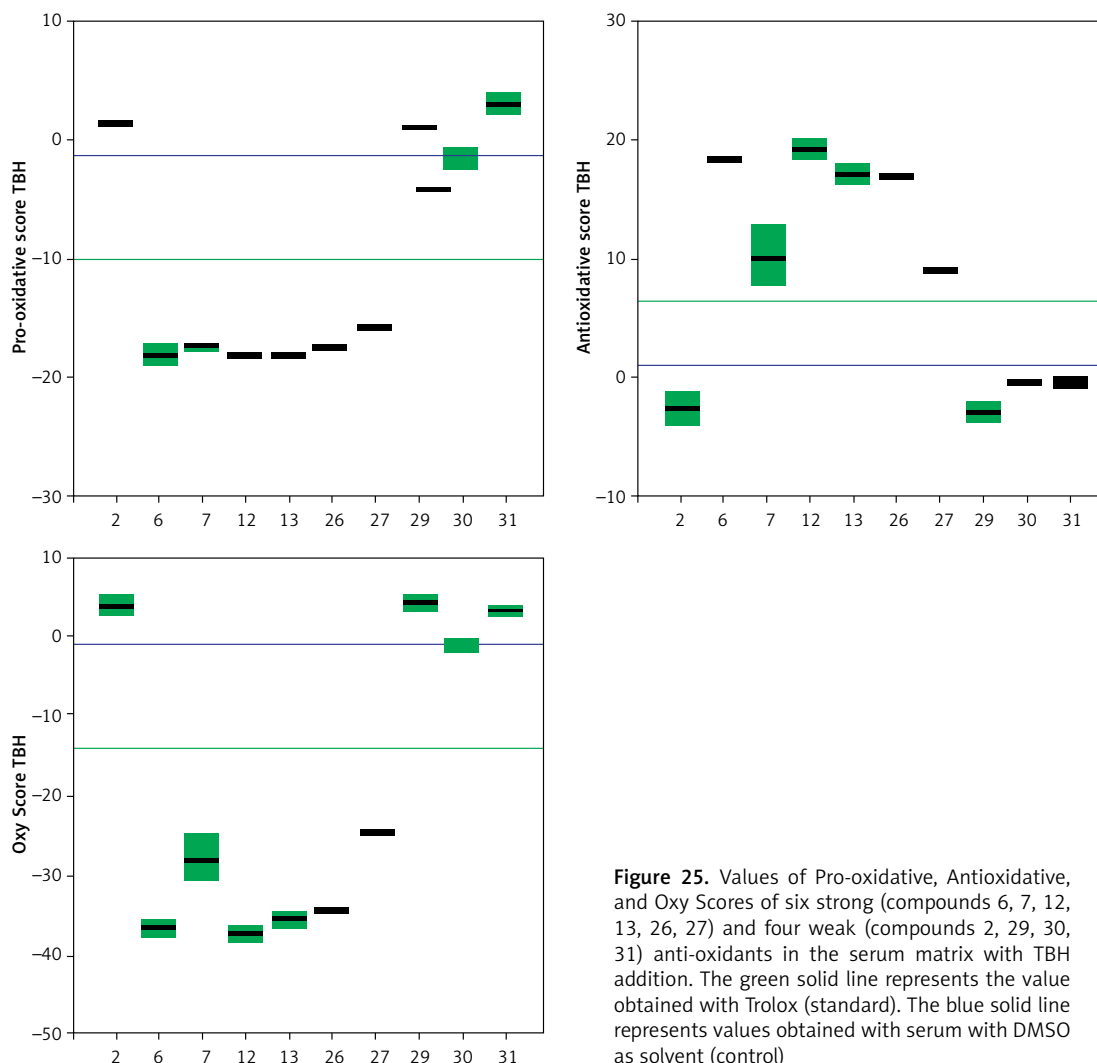 10
0
−10
−20
−30
Pro-oxidative score TBH
2 6 7 12 13 26 27 29 30 31
30
20
10
0
−10
Antioxidative score TBH
2 6 7 12 13 26 27 29 30 31
10
0
−10
−20
−30
−40
−50
Oxy Score TBH
2 6 7 12 13 26 27 29 30 31
Figure 25. Values of Pro-oxidative, Antioxidative,
and Oxy Scores of six strong (compounds 6, 7, 12,
13, 26, 27) and four weak (compounds 2, 29, 30,
31) anti-oxidants in the serum matrix with TBH
addition. The green solid line represents the value
obtained with Trolox (standard). The blue solid line
represents values obtained with serum with DMSO
as solvent (control)